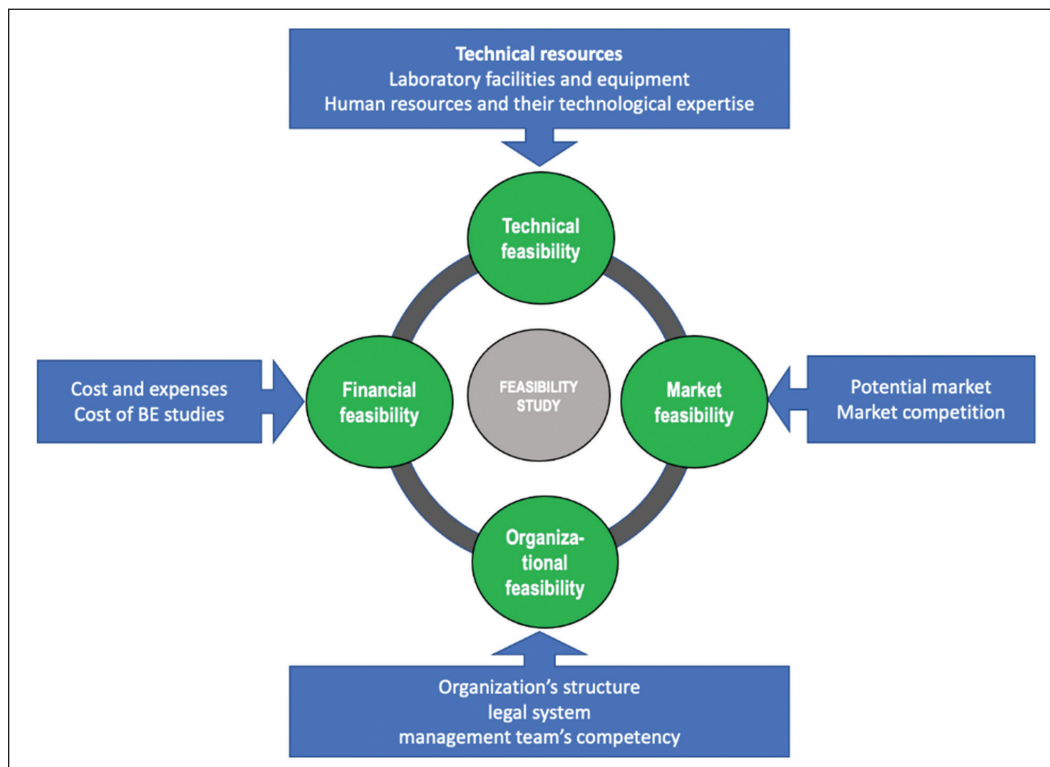 Technical resources
Laboratory facilities and equipment
Human resources and their technological expertise
Technical
feasibility
Cost and expenses
Cost of BE studies
Financial
feasibility
FEASIBILITY
STUDY
Market
feasibility
Potential market
Market competition
Organiza-
tional
feasibility
Organization’s structure
legal system
management team’s competency